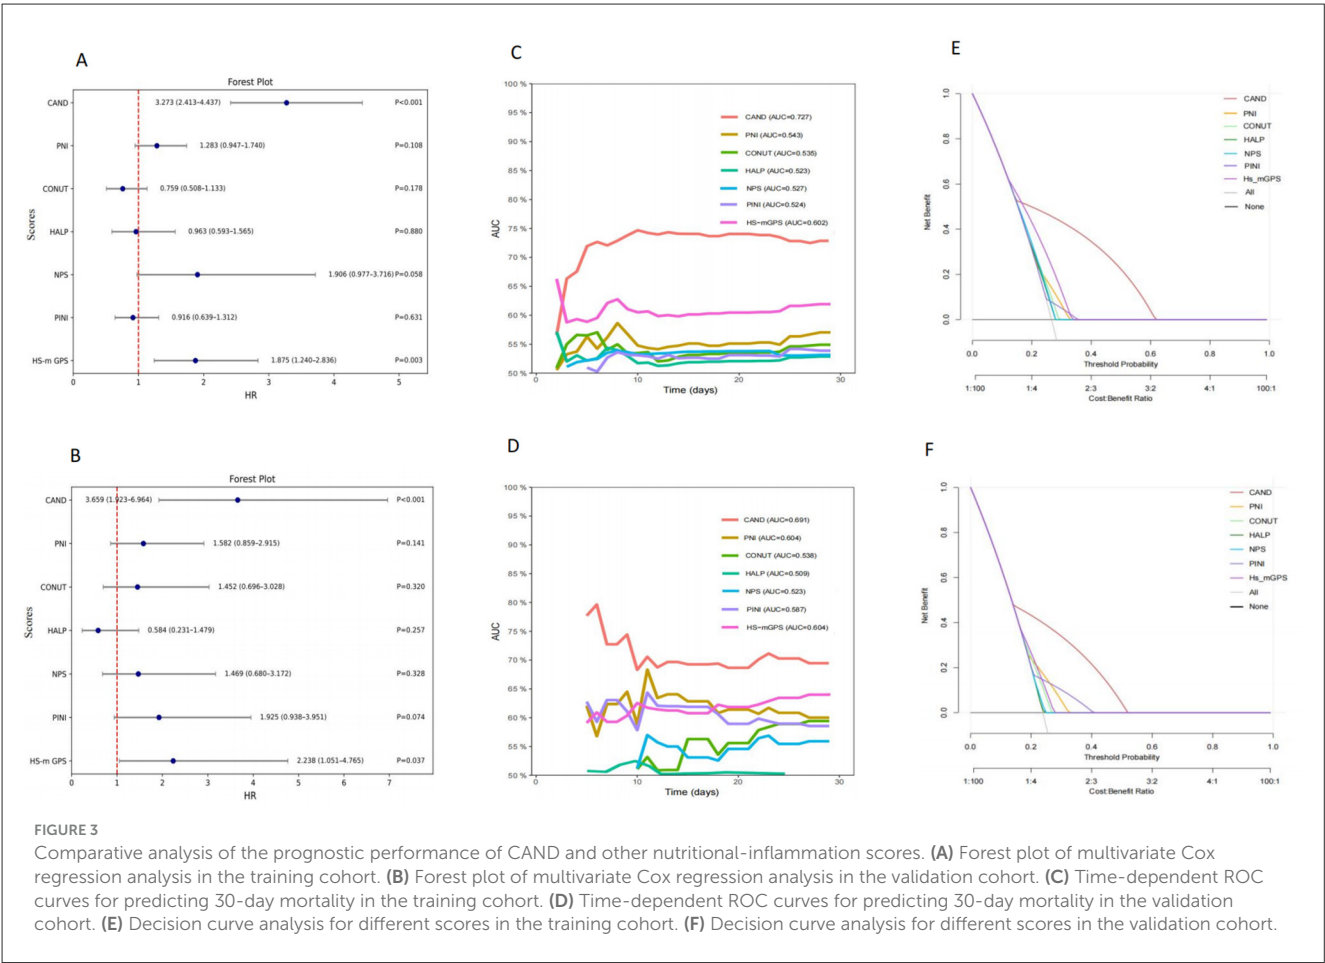 A
Forest Plot
CAND
3.273 (2.413–4.437)
P<0.001
PNI
1.283 (0.947–1.740)
P=0.108
CONUT
0.759 (0.508–1.133)
P=0.178
HALP
0.963 (0.593–1.565)
P=0.880
NPS
1.906 (0.977–3.716)
P=0.058
PINI
0.916 (0.639–1.312)
P=0.631
HS-m GPS
1.875 (1.240–2.836)
P=0.003
Scores
0 1 2 3 4 5
HR
C
100 %
95 %
90 %
85 %
80 %
75 %
70 %
65 %
60 %
55 %
50 %
AUC
CAND (AUC=0.727)
PNI (AUC=0.543)
CONUT (AUC=0.535)
HALP (AUC=0.523)
NPS (AUC=0.527)
PINI (AUC=0.524)
HS−mGPS (AUC=0.602)
0 10 20 30
Time (days)
E
1.0
0.8
0.6
0.4
0.2
0.0
Net Benefit
CAND
PNI
CONUT
HALP
NPS
PINI
Hs_mGPS
All
None
0.0 0.2 0.4 0.6 0.8 1.0
Threshold Probability
1:100 1:4 2:3 3:2 4:1 100:1
Cost:Benefit Ratio
B
Forest Plot
CAND
3.659 (1.923–6.964)
P<0.001
PNI
1.582 (0.859–2.915)
P=0.141
CONUT
1.452 (0.696–3.028)
P=0.320
HALP
0.584 (0.231–1.479)
P=0.257
NPS
1.469 (0.680–3.172)
P=0.328
PINI
1.925 (0.938–3.951)
P=0.074
HS-m GPS
2.238 (1.051–4.765)
P=0.037
Scores
0 1 2 3 4 5 6 7
HR
D
100 %
95 %
90 %
85 %
80 %
75 %
70 %
65 %
60 %
55 %
50 %
AUC
CAND (AUC=0.691)
PNI (AUC=0.604)
CONUT (AUC=0.538)
HALP (AUC=0.509)
NPS (AUC=0.523)
PINI (AUC=0.587)
HS−mGPS (AUC=0.604)
0 10 20 30
Time (days)
F
1.0
0.8
0.6
0.4
0.2
0.0
Net Benefit
CAND
PNI
CONUT
HALP
NPS
PINI
Hs_mGPS
All
None
0.0 0.2 0.4 0.6 0.8 1.0
Threshold Probability
1:100 1:4 2:3 3:2 4:1 100:1
Cost:Benefit Ratio
FIGURE 3
Comparative analysis of the prognostic performance of CAND and other nutritional-inflammation scores. (A) Forest plot of multivariate Cox
regression analysis in the training cohort. (B) Forest plot of multivariate Cox regression analysis in the validation cohort. (C) Time-dependent ROC
curves for predicting 30-day mortality in the training cohort. (D) Time-dependent ROC curves for predicting 30-day mortality in the validation
cohort. (E) Decision curve analysis for different scores in the training cohort. (F) Decision curve analysis for different scores in the validation cohort.